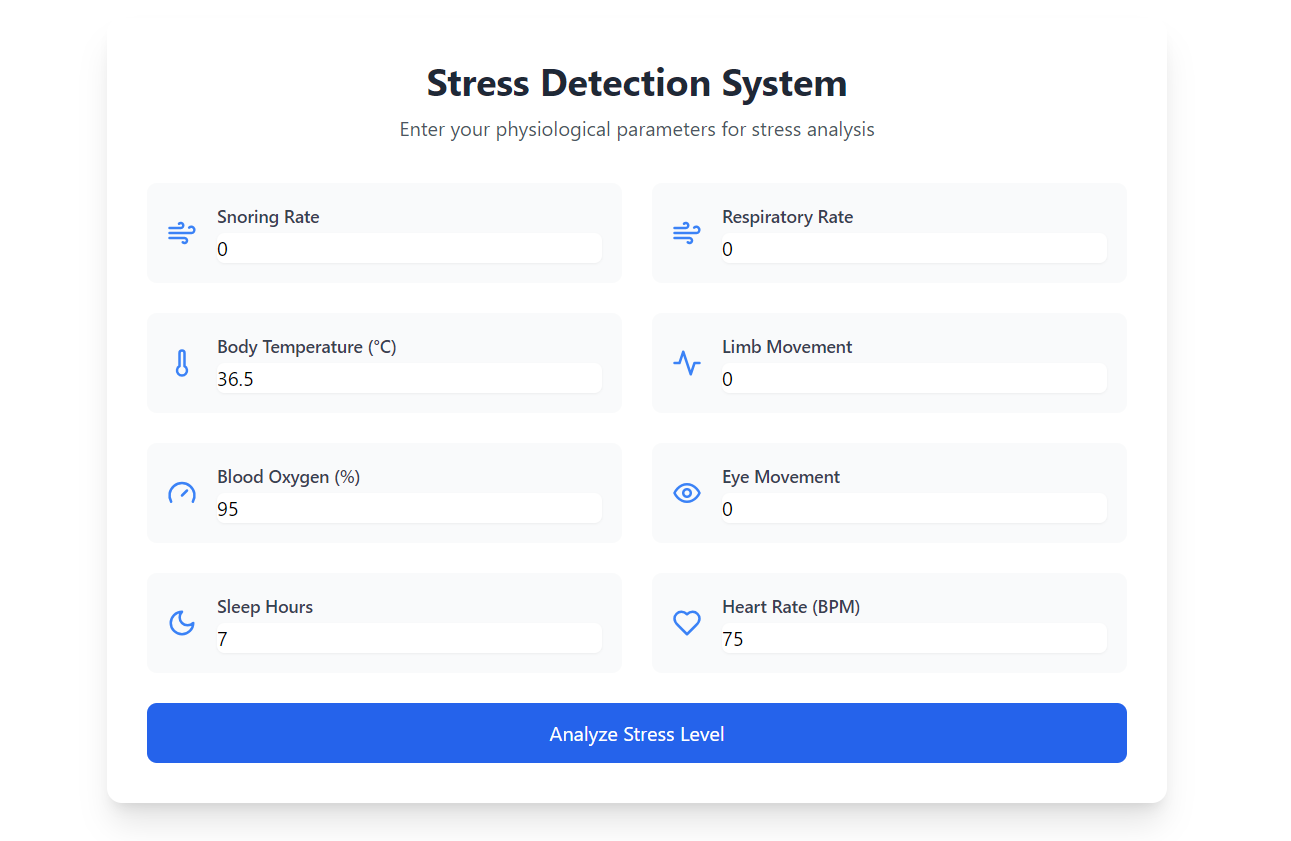 Stress Detection System
Enter your physiological parameters for stress analysis
Snoring Rate
0
Respiratory Rate
0
Body Temperature (°C)
36.5
Limb Movement
0
Blood Oxygen (%)
95
Eye Movement
0
Sleep Hours
7
Heart Rate (BPM)
75
Analyze Stress Level